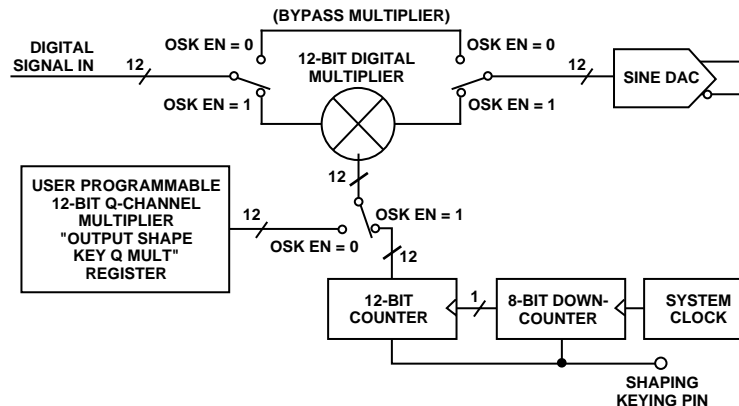 (BYPASS MULTIPLIER)
DIGITAL
SIGNAL IN
12
OSK EN = 0
OSK EN = 1
12-BIT DIGITAL
MULTIPLIER
OSK EN = 0
OSK EN = 1
12
SINE DAC
12
USER PROGRAMMABLE
12-BIT Q-CHANNEL
MULTIPLIER
"OUTPUT SHAPE
KEY Q MULT"
REGISTER
12
OSK EN = 0
OSK EN = 1
12
12-BIT
COUNTER
1
8-BIT DOWN-
COUNTER
SYSTEM
CLOCK
SHAPING
KEYING PIN